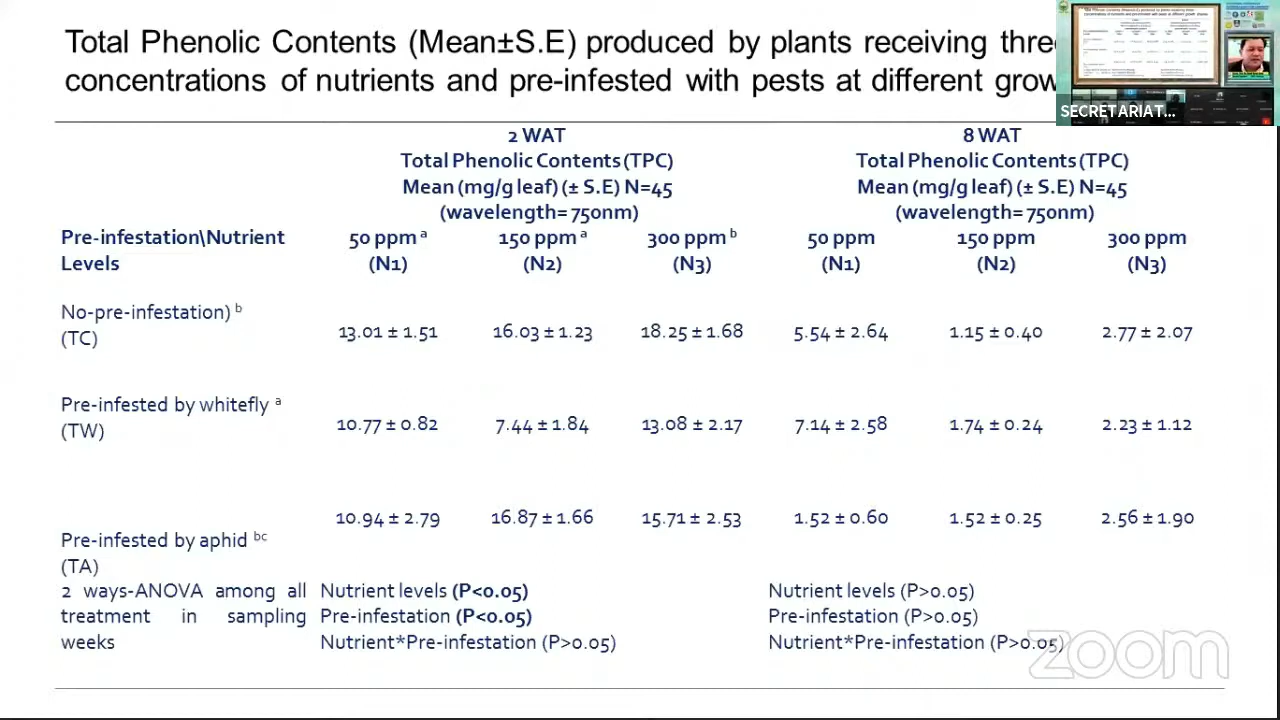 Total Phenolic Contents (Mean ±S.E) produced by plants receiving three
concentrations of nutrients and pre-infested with pests at different grow
SECRETARIAT...
2 WAT
Total Phenolic Contents (TPC)
Mean (mg/g leaf) (± S.E) N=45
(wavelength= 750nm)
8 WAT
Total Phenolic Contents (TPC)
Mean (mg/g leaf) (± S.E) N=45
(wavelength= 750nm)
Pre-infestation\Nutrient
Levels
50 ppm a
(N1)
150 ppm a
(N2)
300 ppm b
(N3)
50 ppm
(N1)
150 ppm
(N2)
300 ppm
(N3)
No-pre-infestation) b
(TC)
13.01 ± 1.51 16.03 ± 1.23 18.25 ± 1.68 5.54 ± 2.64 1.15 ± 0.40 2.77 ± 2.07
Pre-infested by whitefly a
(TW)
10.77 ± 0.82 7.44 ± 1.84 13.08 ± 2.17 7.14 ± 2.58 1.74 ± 0.24 2.23 ± 1.12
10.94 ± 2.79 16.87 ± 1.66 15.71 ± 2.53 1.52 ± 0.60 1.52 ± 0.25 2.56 ± 1.90
Pre-infested by aphid bc
(TA)
2 ways-ANOVA among all
treatment in sampling
weeks
Nutrient levels (P<0.05)
Pre-infestation (P<0.05)
Nutrient*Pre-infestation (P>0.05)
Nutrient levels (P>0.05)
Pre-infestation (P>0.05)
Nutrient*Pre-infestation (P>0.05)
zoom